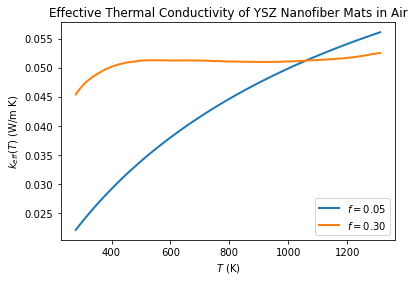 Effective Thermal Conductivity of YSZ Nanofiber Mats in Air
k_eff(T) (W/m K)
0.055
0.050
0.045
0.040
0.035
0.030
0.025
400 600 800 1000 1200
T (K)
f = 0.05
f = 0.30